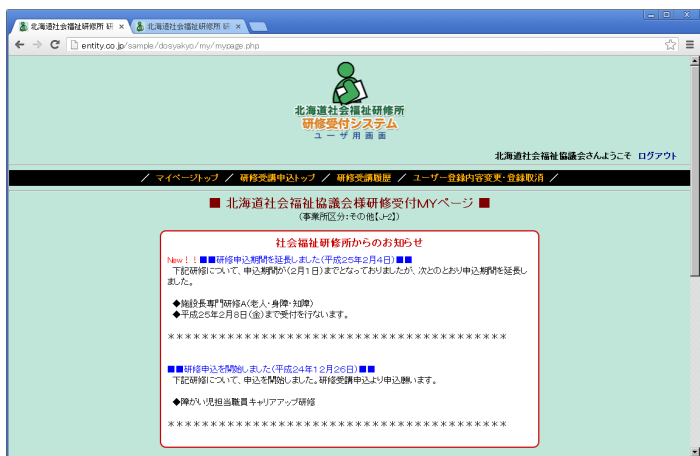 北海道社会福祉研修所 研 ×
北海道社会福祉研修所 研 ×
entity.co.jp/sample/dosyakyo/my/mypage.php
北海道社会福祉研修所
研修受付システム
ユーザ用画面
北海道社会福祉協議会さんようこそ ログアウト
／ マイページトップ ／ 研修受講申込トップ ／ 研修受講履歴 ／ ユーザー登録内容変更・登録取消 ／
■ 北海道社会福祉協議会様研修受付MYページ ■
(事業所区分:その他【J-2】)
社会福祉研修所からのお知らせ
New！！■■研修申込期間を延長しました(平成25年2月4日)■■
下記研修について、申込期間が(2月1日)までとなっておりましたが、次のとおり申込期間を延長し
ました。
◆施設長専門研修A(老人・身障・知障)
◆平成25年2月8日(金)まで受付を行ないます。
＊＊＊＊＊＊＊＊＊＊＊＊＊＊＊＊＊＊＊＊＊＊＊＊＊＊＊＊＊＊＊＊＊＊＊＊＊＊＊＊
■■研修申込を開始しました(平成24年12月26日)■■
下記研修について、申込を開始しました。研修受講申込より申込願います。
◆障がい児担当職員キャリアアップ研修
＊＊＊＊＊＊＊＊＊＊＊＊＊＊＊＊＊＊＊＊＊＊＊＊＊＊＊＊＊＊＊＊＊＊＊＊＊＊＊＊